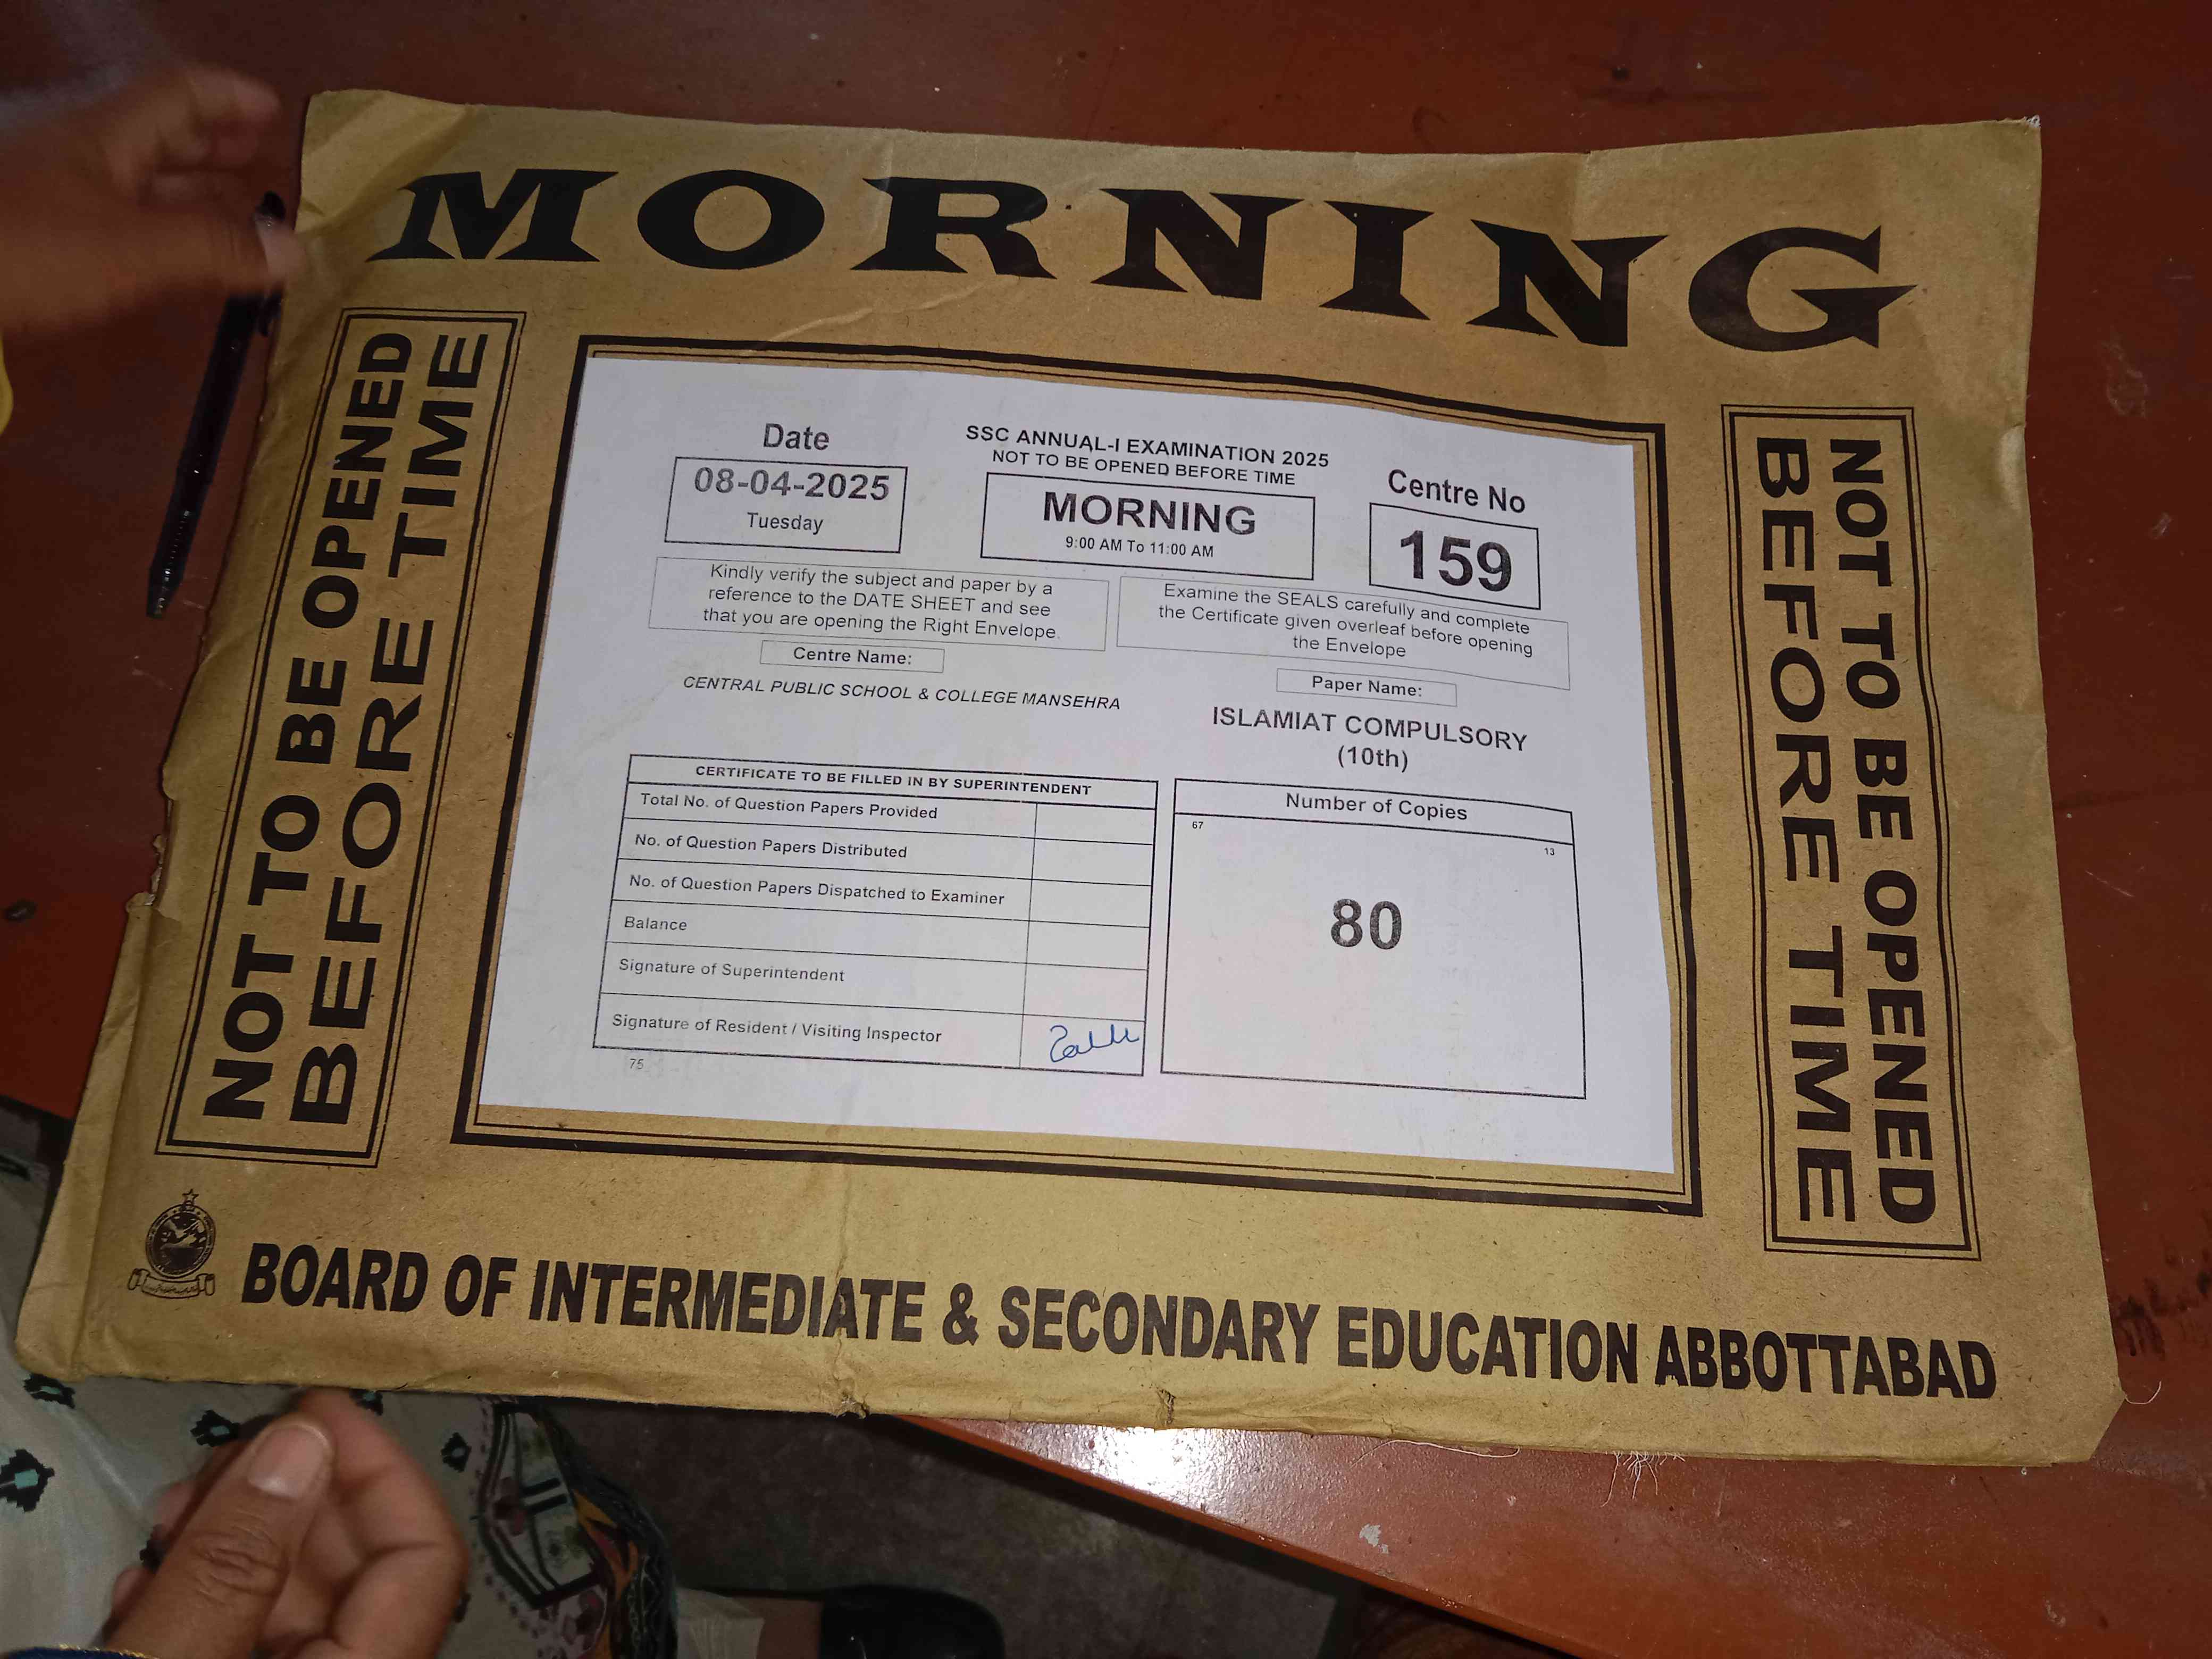 MORNING
NOT TO BE OPENED
BEFORE TIME
Date
08-04-2025
Tuesday
SSC ANNUAL-I EXAMINATION 2025
NOT TO BE OPENED BEFORE TIME
MORNING
9:00 AM To 11:00 AM
Centre No
159
Kindly verify the subject and paper by a
reference to the DATE SHEET and see
that you are opening the Right Envelope.
Examine the SEALS carefully and complete
the Certificate given overleaf before opening
the Envelope
Centre Name:
CENTRAL PUBLIC SCHOOL & COLLEGE MANSEHRA
Paper Name:
ISLAMIAT COMPULSORY
(10th)
CERTIFICATE TO BE FILLED IN BY SUPERINTENDENT
Total No. of Question Papers Provided
No. of Question Papers Distributed
No. of Question Papers Dispatched to Examiner
Balance
Signature of Superintendent
Signature of Resident / Visiting Inspector
75
Number of Copies
67
13
80
NOT TO BE OPENED
BEFORE TIME
BOARD OF INTERMEDIATE & SECONDARY EDUCATION ABBOTTABAD